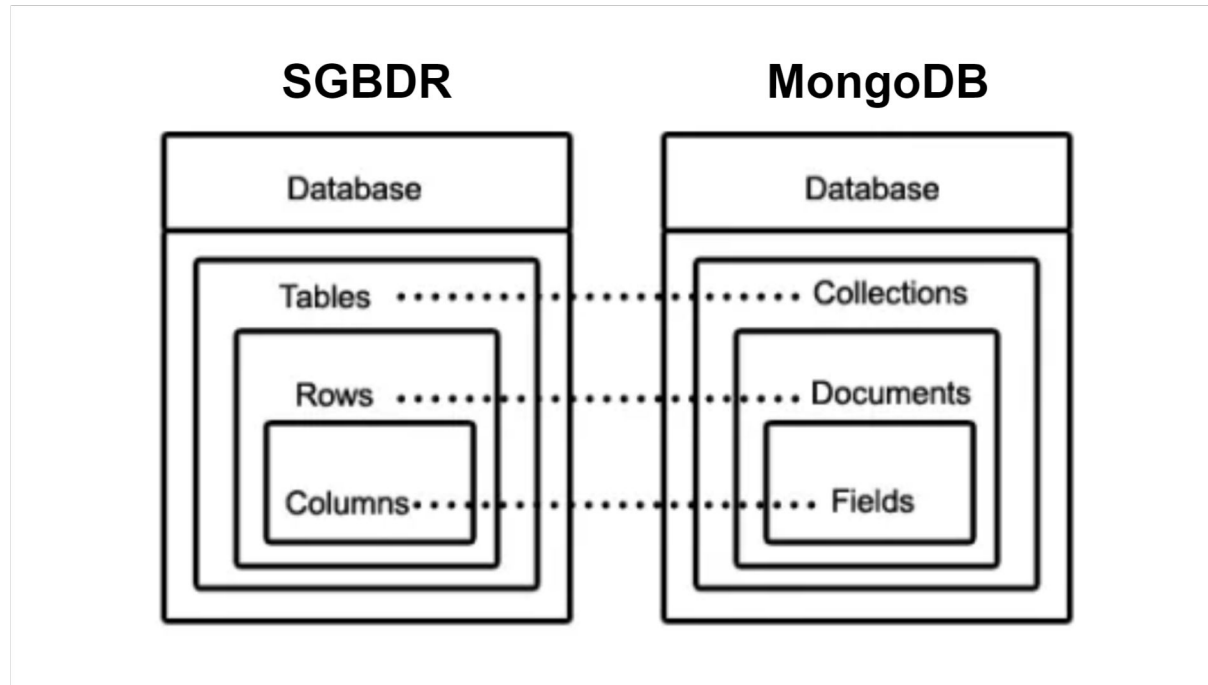 SGBDR
MongoDB
Database
Database
Tables
Collections
Rows
Documents
Columns
Fields